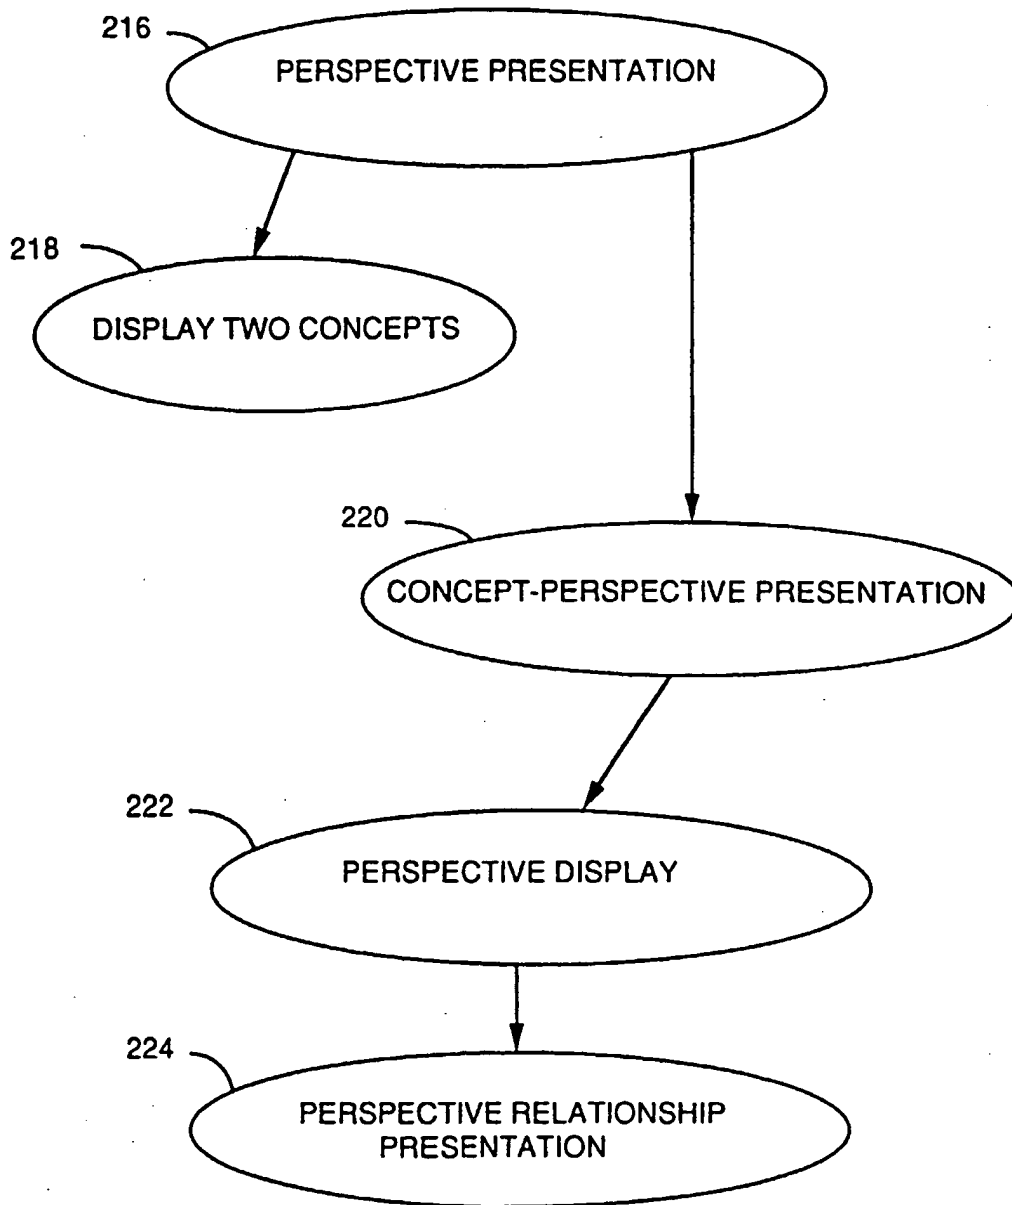 216
PERSPECTIVE PRESENTATION
218
DISPLAY TWO CONCEPTS
220
CONCEPT-PERSPECTIVE PRESENTATION
222
PERSPECTIVE DISPLAY
224
PERSPECTIVE RELATIONSHIP
PRESENTATION